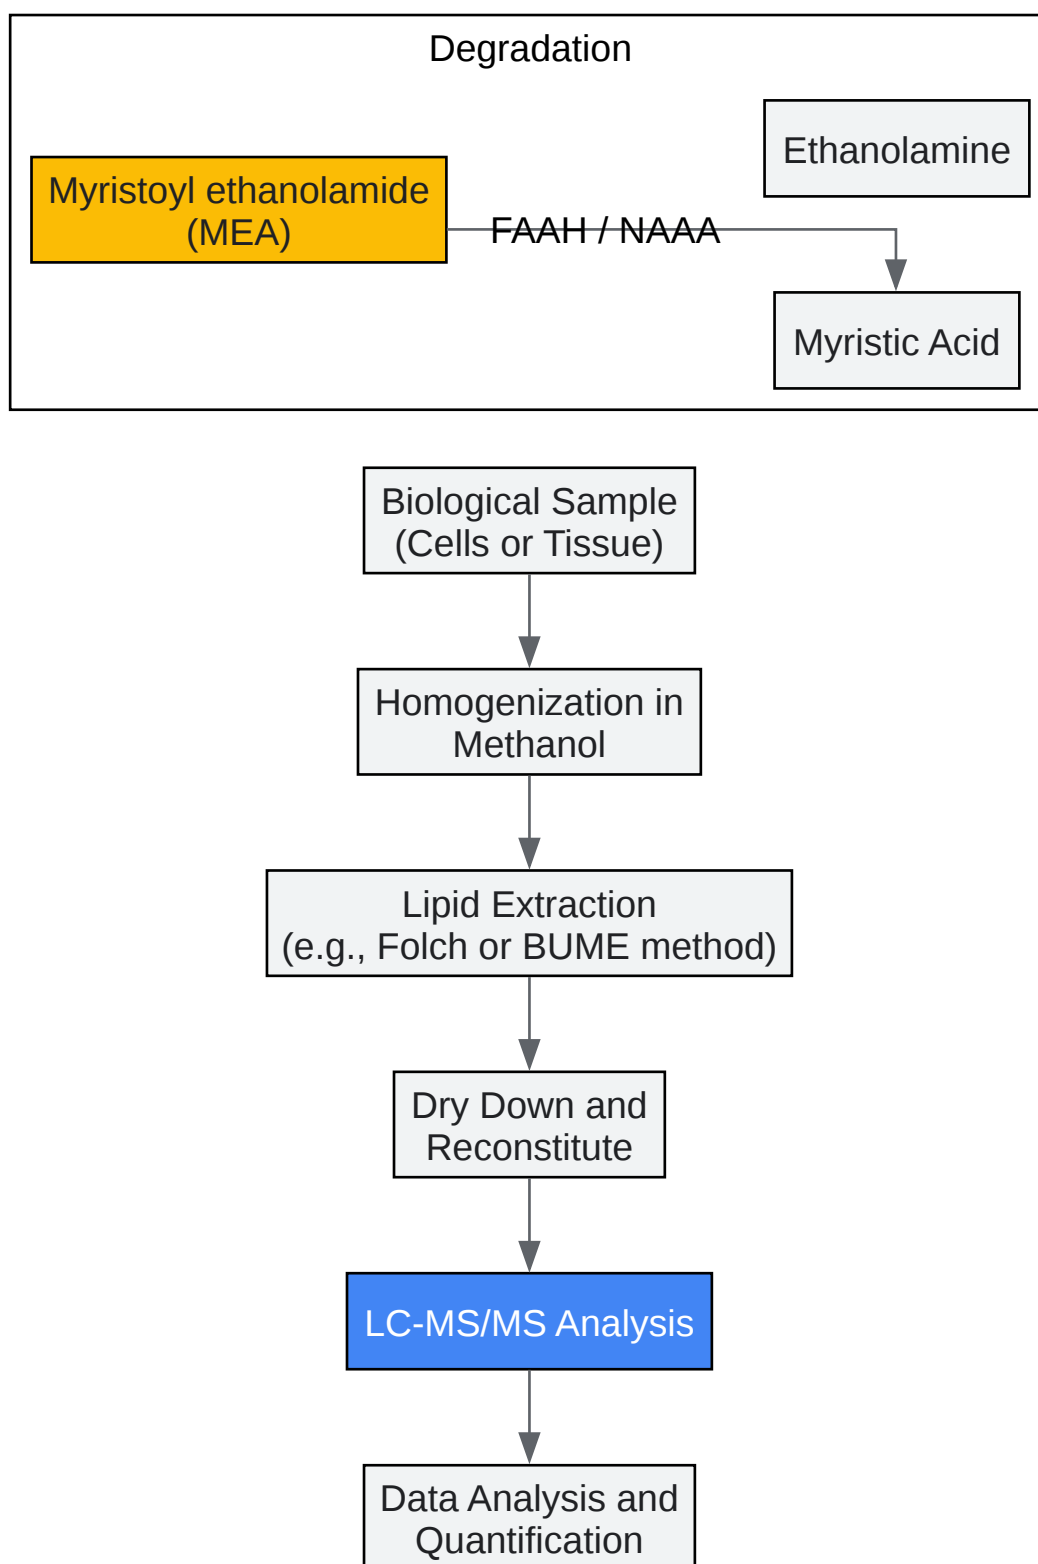 Degradation
Ethanolamine
Myristoyl ethanolamide
(MEA)
FAAH / NAAA
Myristic Acid
Biological Sample
(Cells or Tissue)
Homogenization in
Methanol
Lipid Extraction
(e.g., Folch or BUME method)
Dry Down and
Reconstitute
LC-MS/MS Analysis
Data Analysis and
Quantification